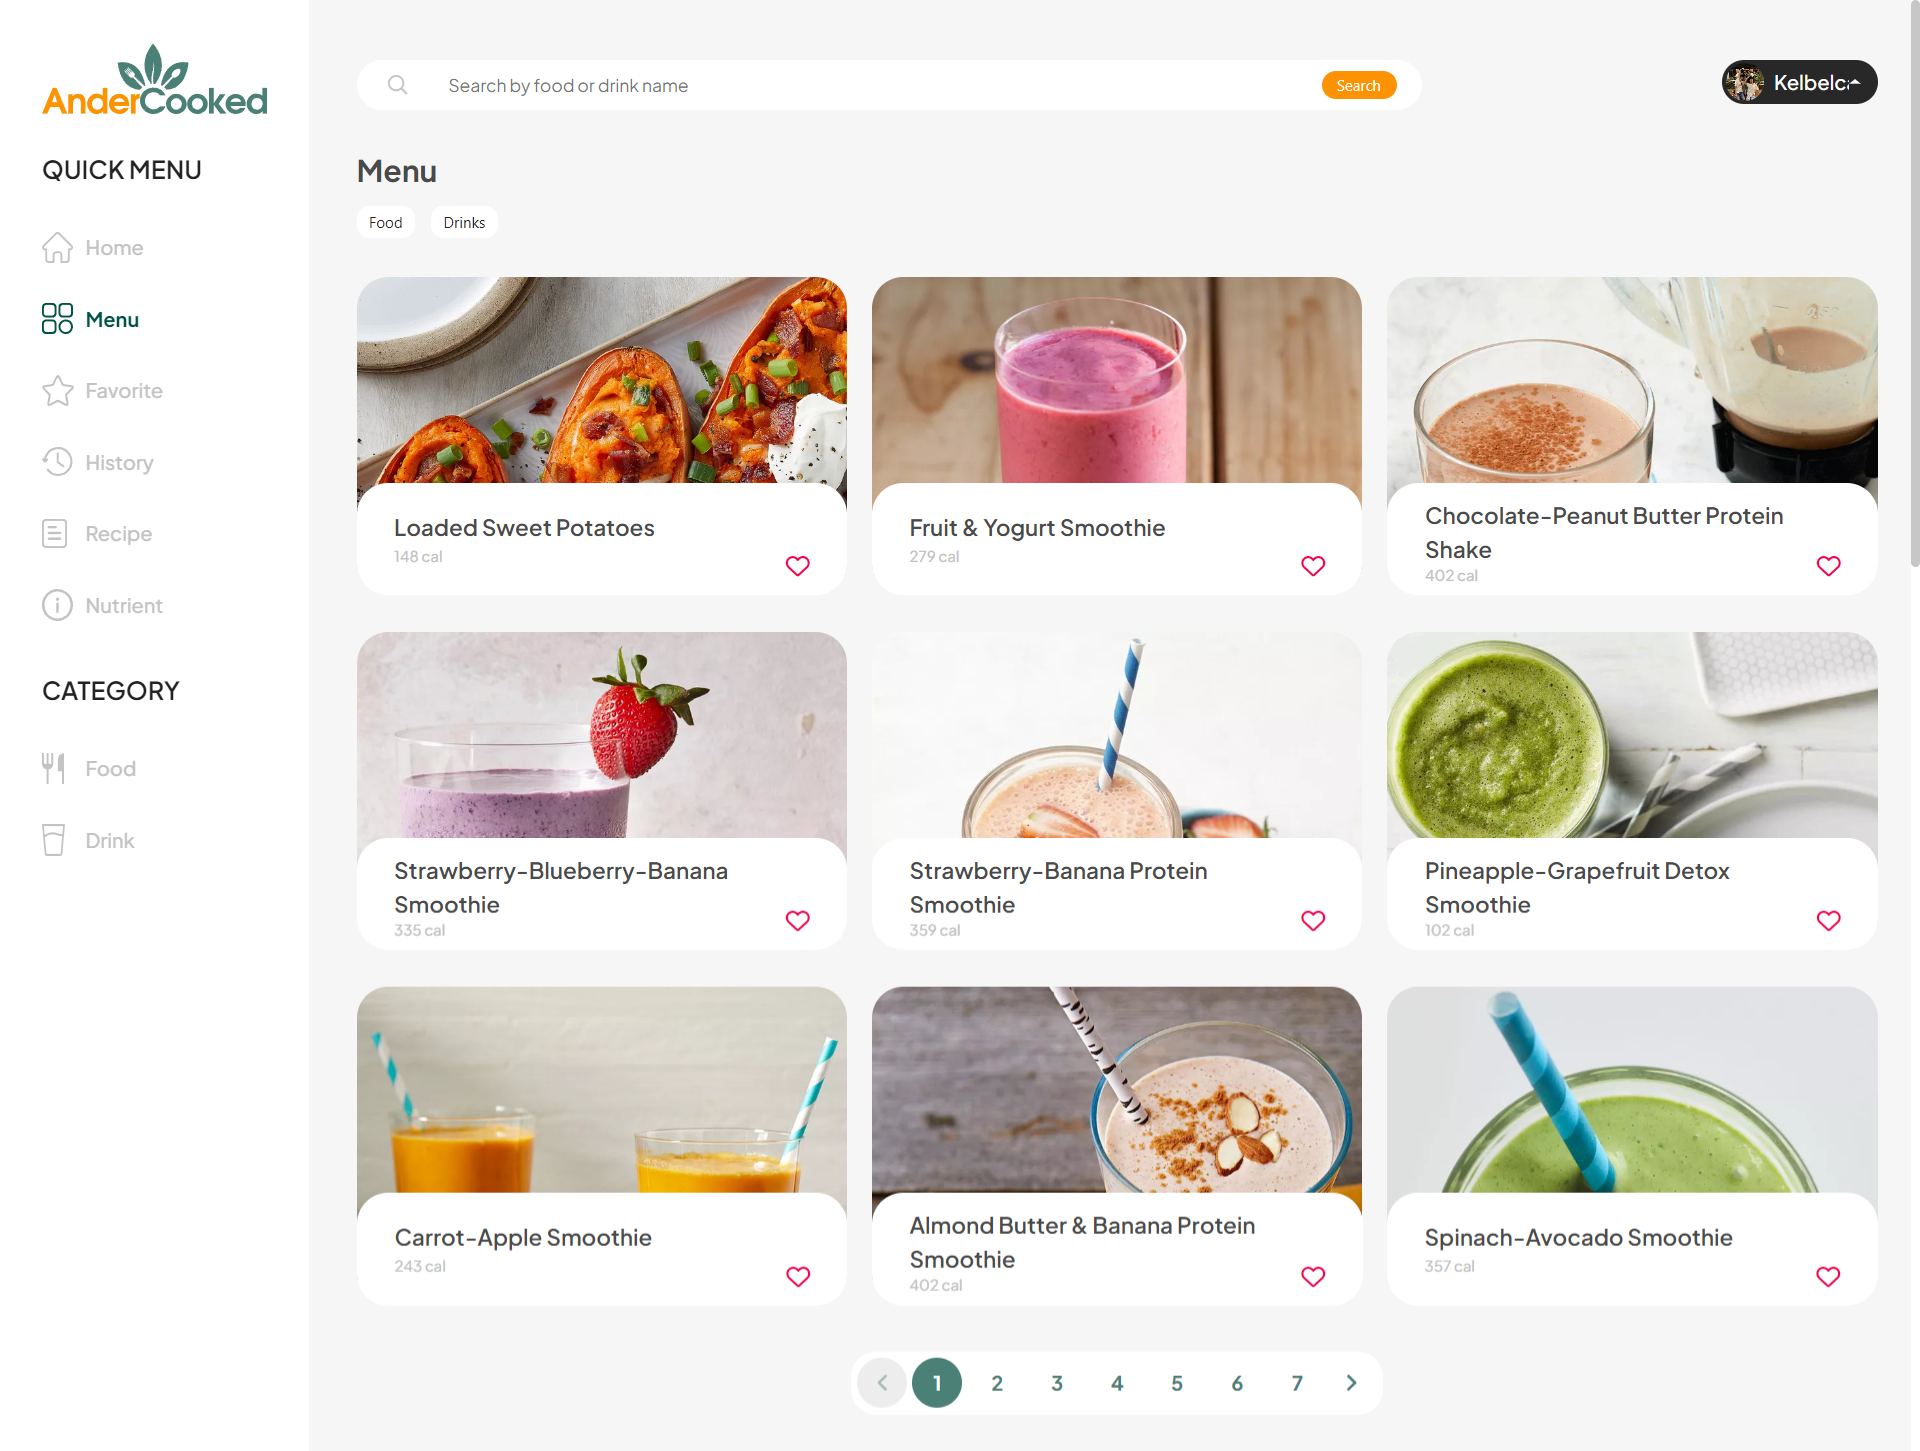 AnderCooked
QUICK MENU
Home
Menu
Favorite
History
Recipe
Nutrient
CATEGORY
Food
Drink
Search by food or drink name
Search
Kelbelc
Menu
Food
Drinks
Loaded Sweet Potatoes
148 cal
Fruit & Yogurt Smoothie
279 cal
Chocolate-Peanut Butter Protein
Shake
402 cal
Strawberry-Blueberry-Banana
Smoothie
335 cal
Strawberry-Banana Protein
Smoothie
359 cal
Pineapple-Grapefruit Detox
Smoothie
102 cal
Carrot-Apple Smoothie
243 cal
Almond Butter & Banana Protein
Smoothie
402 cal
Spinach-Avocado Smoothie
357 cal
1 2 3 4 5 6 7